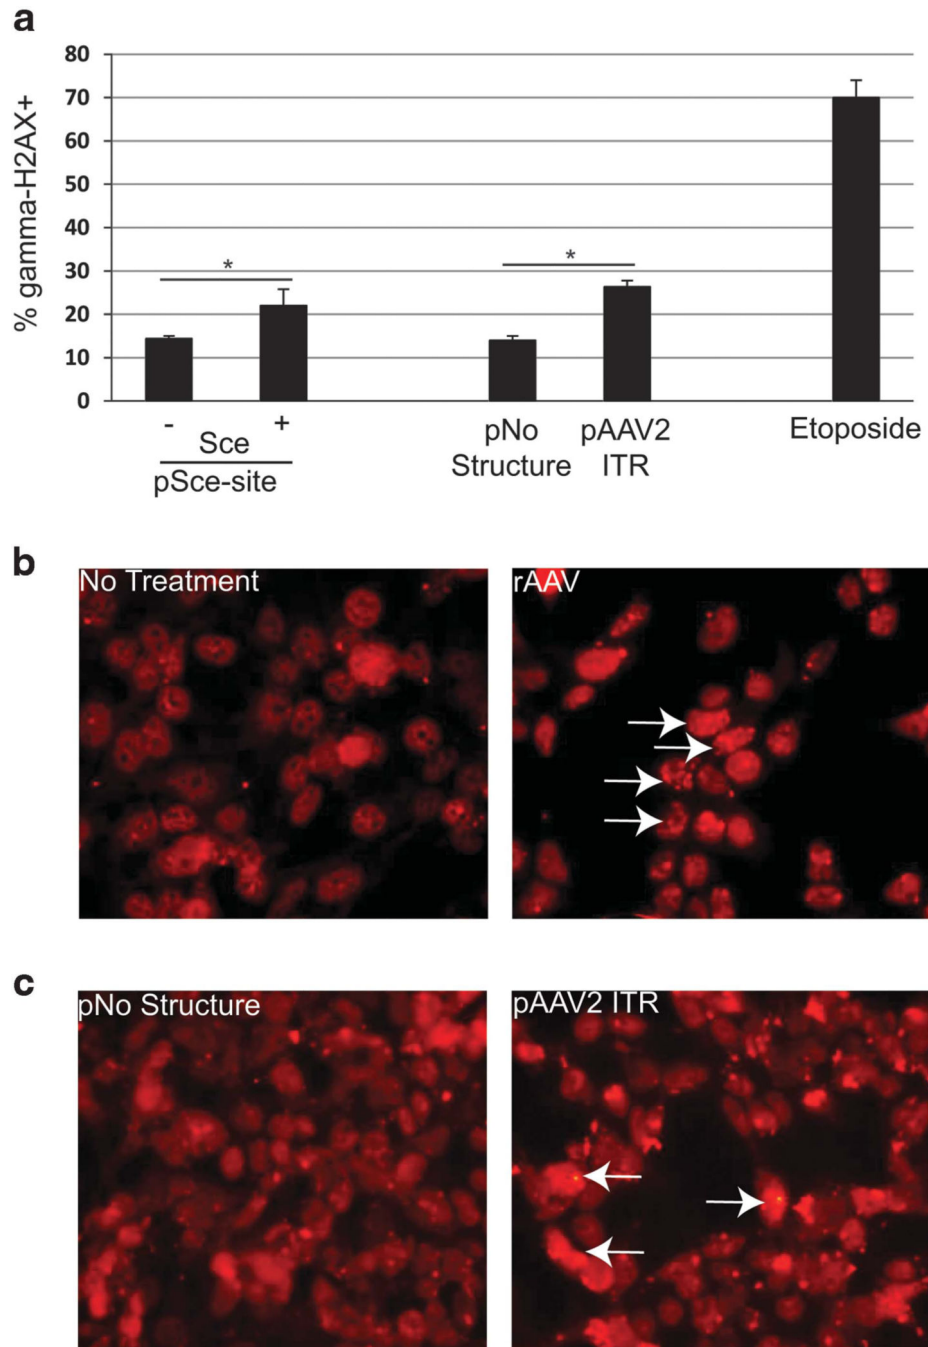 a
80
70
60
50
40
30
20
10
0
% gamma-H2AX+
*
*
- +
Sce
pSce-site
pNo
Structure
pAAV2
ITR
Etoposide
b
No Treatment
rAAV
c
pNo Structure
pAAV2 ITR